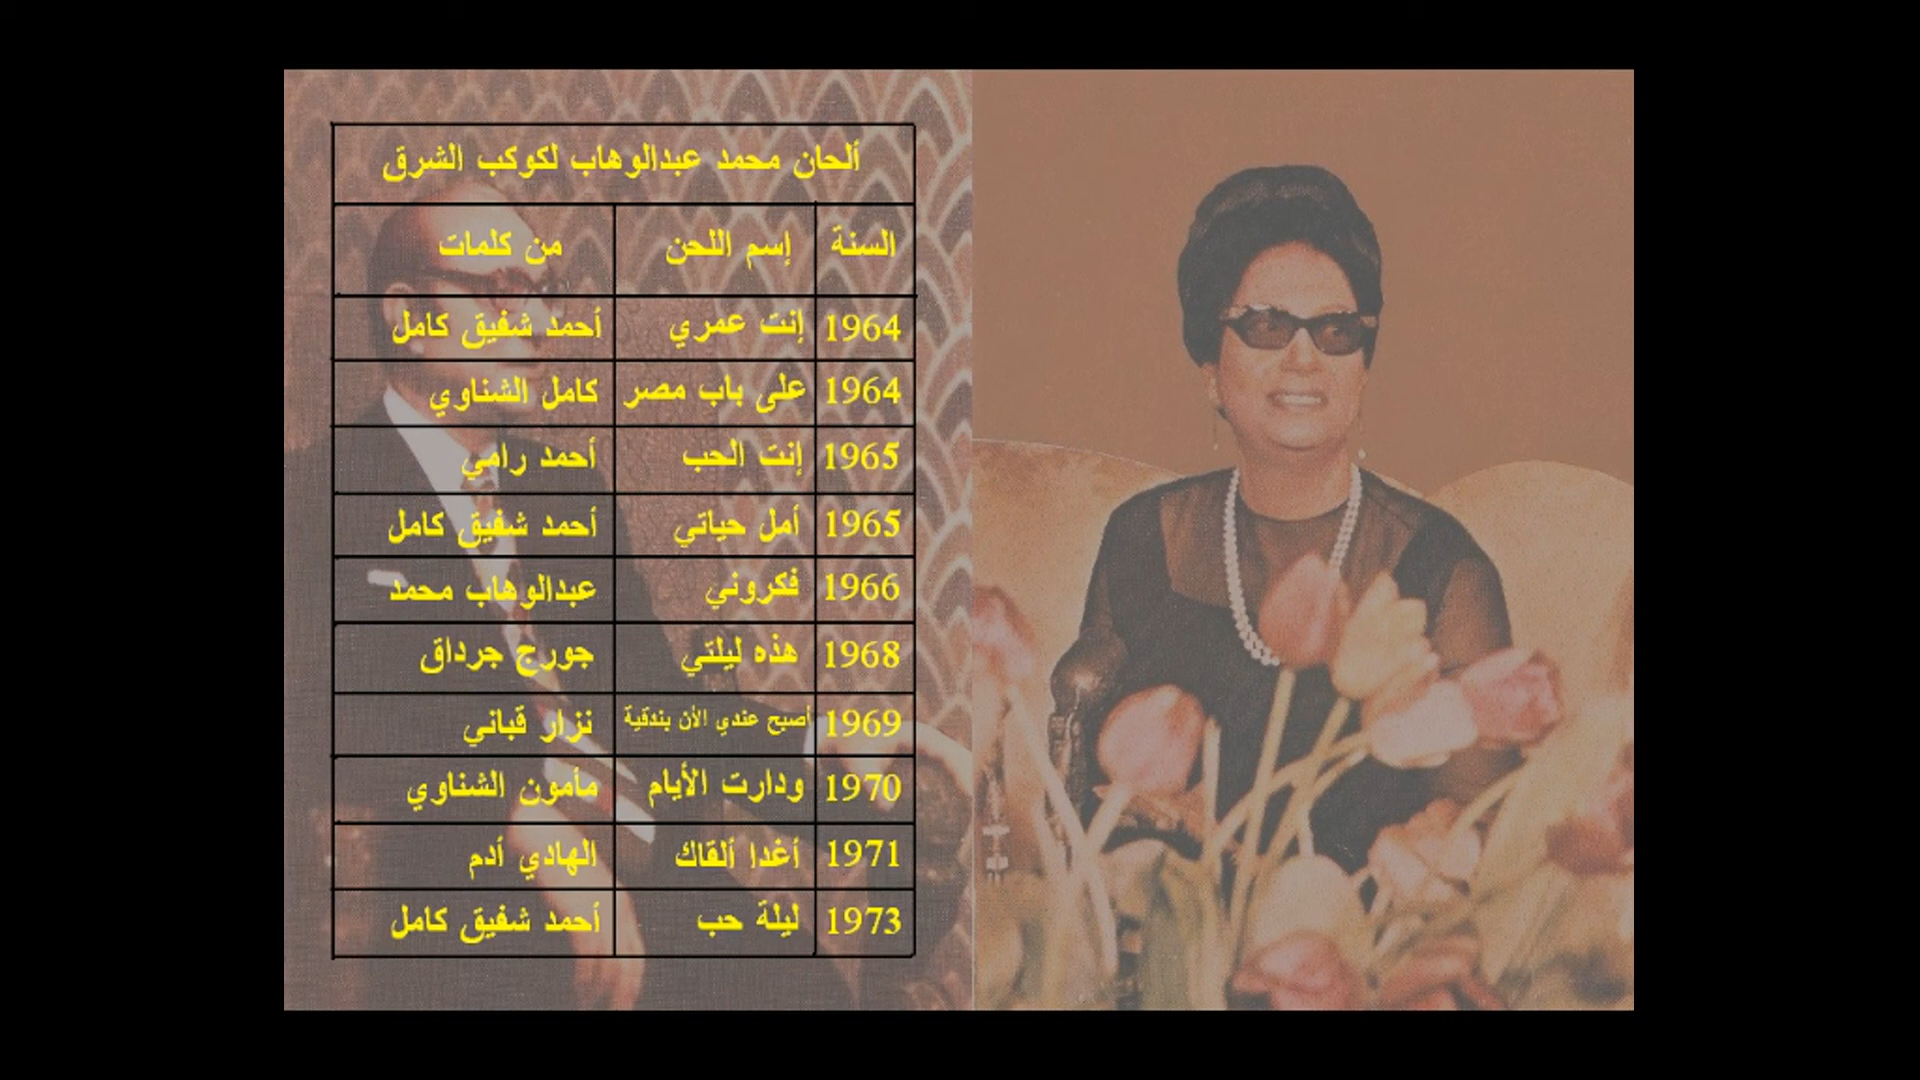 ألحان محمد عبدالوهاب لكوكب الشرق
السنة إسم اللحن من كلمات
1964 إنت عمري أحمد شفيق كامل
1964 على باب مصر كامل الشناوي
1965 إنت الحب أحمد رامي
1965 أمل حياتي أحمد شفيق كامل
1966 فكروني عبدالوهاب محمد
1968 هذه ليلتي جورج جرداق
1969 أصبح عندي الأن بندقية نزار قباني
1970 ودارت الأيام مأمون الشناوي
1971 أغدا ألقاك الهادي أدم
1973 ليلة حب أحمد شفيق كامل